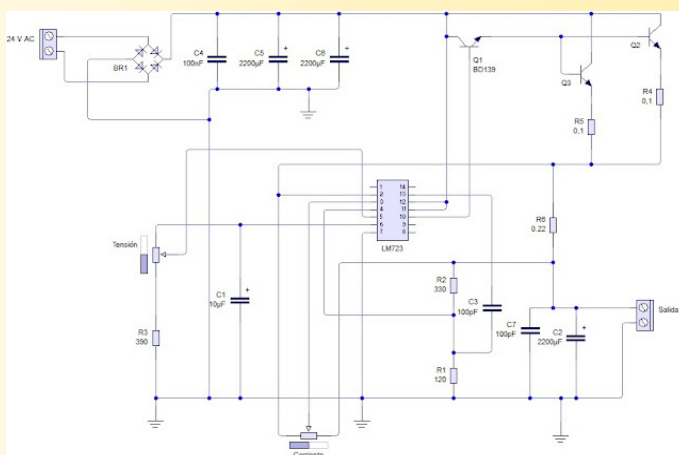 24 V AC
BR1
C4
100nF
C5
2200µF
+
C6
2200µF
+
Q1
BD139
Q2
Q3
R4
0,1
R5
0,1
R6
0.22
1 14
2 13
3 12
4 11
5 10
6 9
7 8
LM723
Tensión
C1
10µF
+
R2
330
C3
100pF
C7
100pF
C2
2200µF
+
Salida
R3
390
R1
120
Corriente